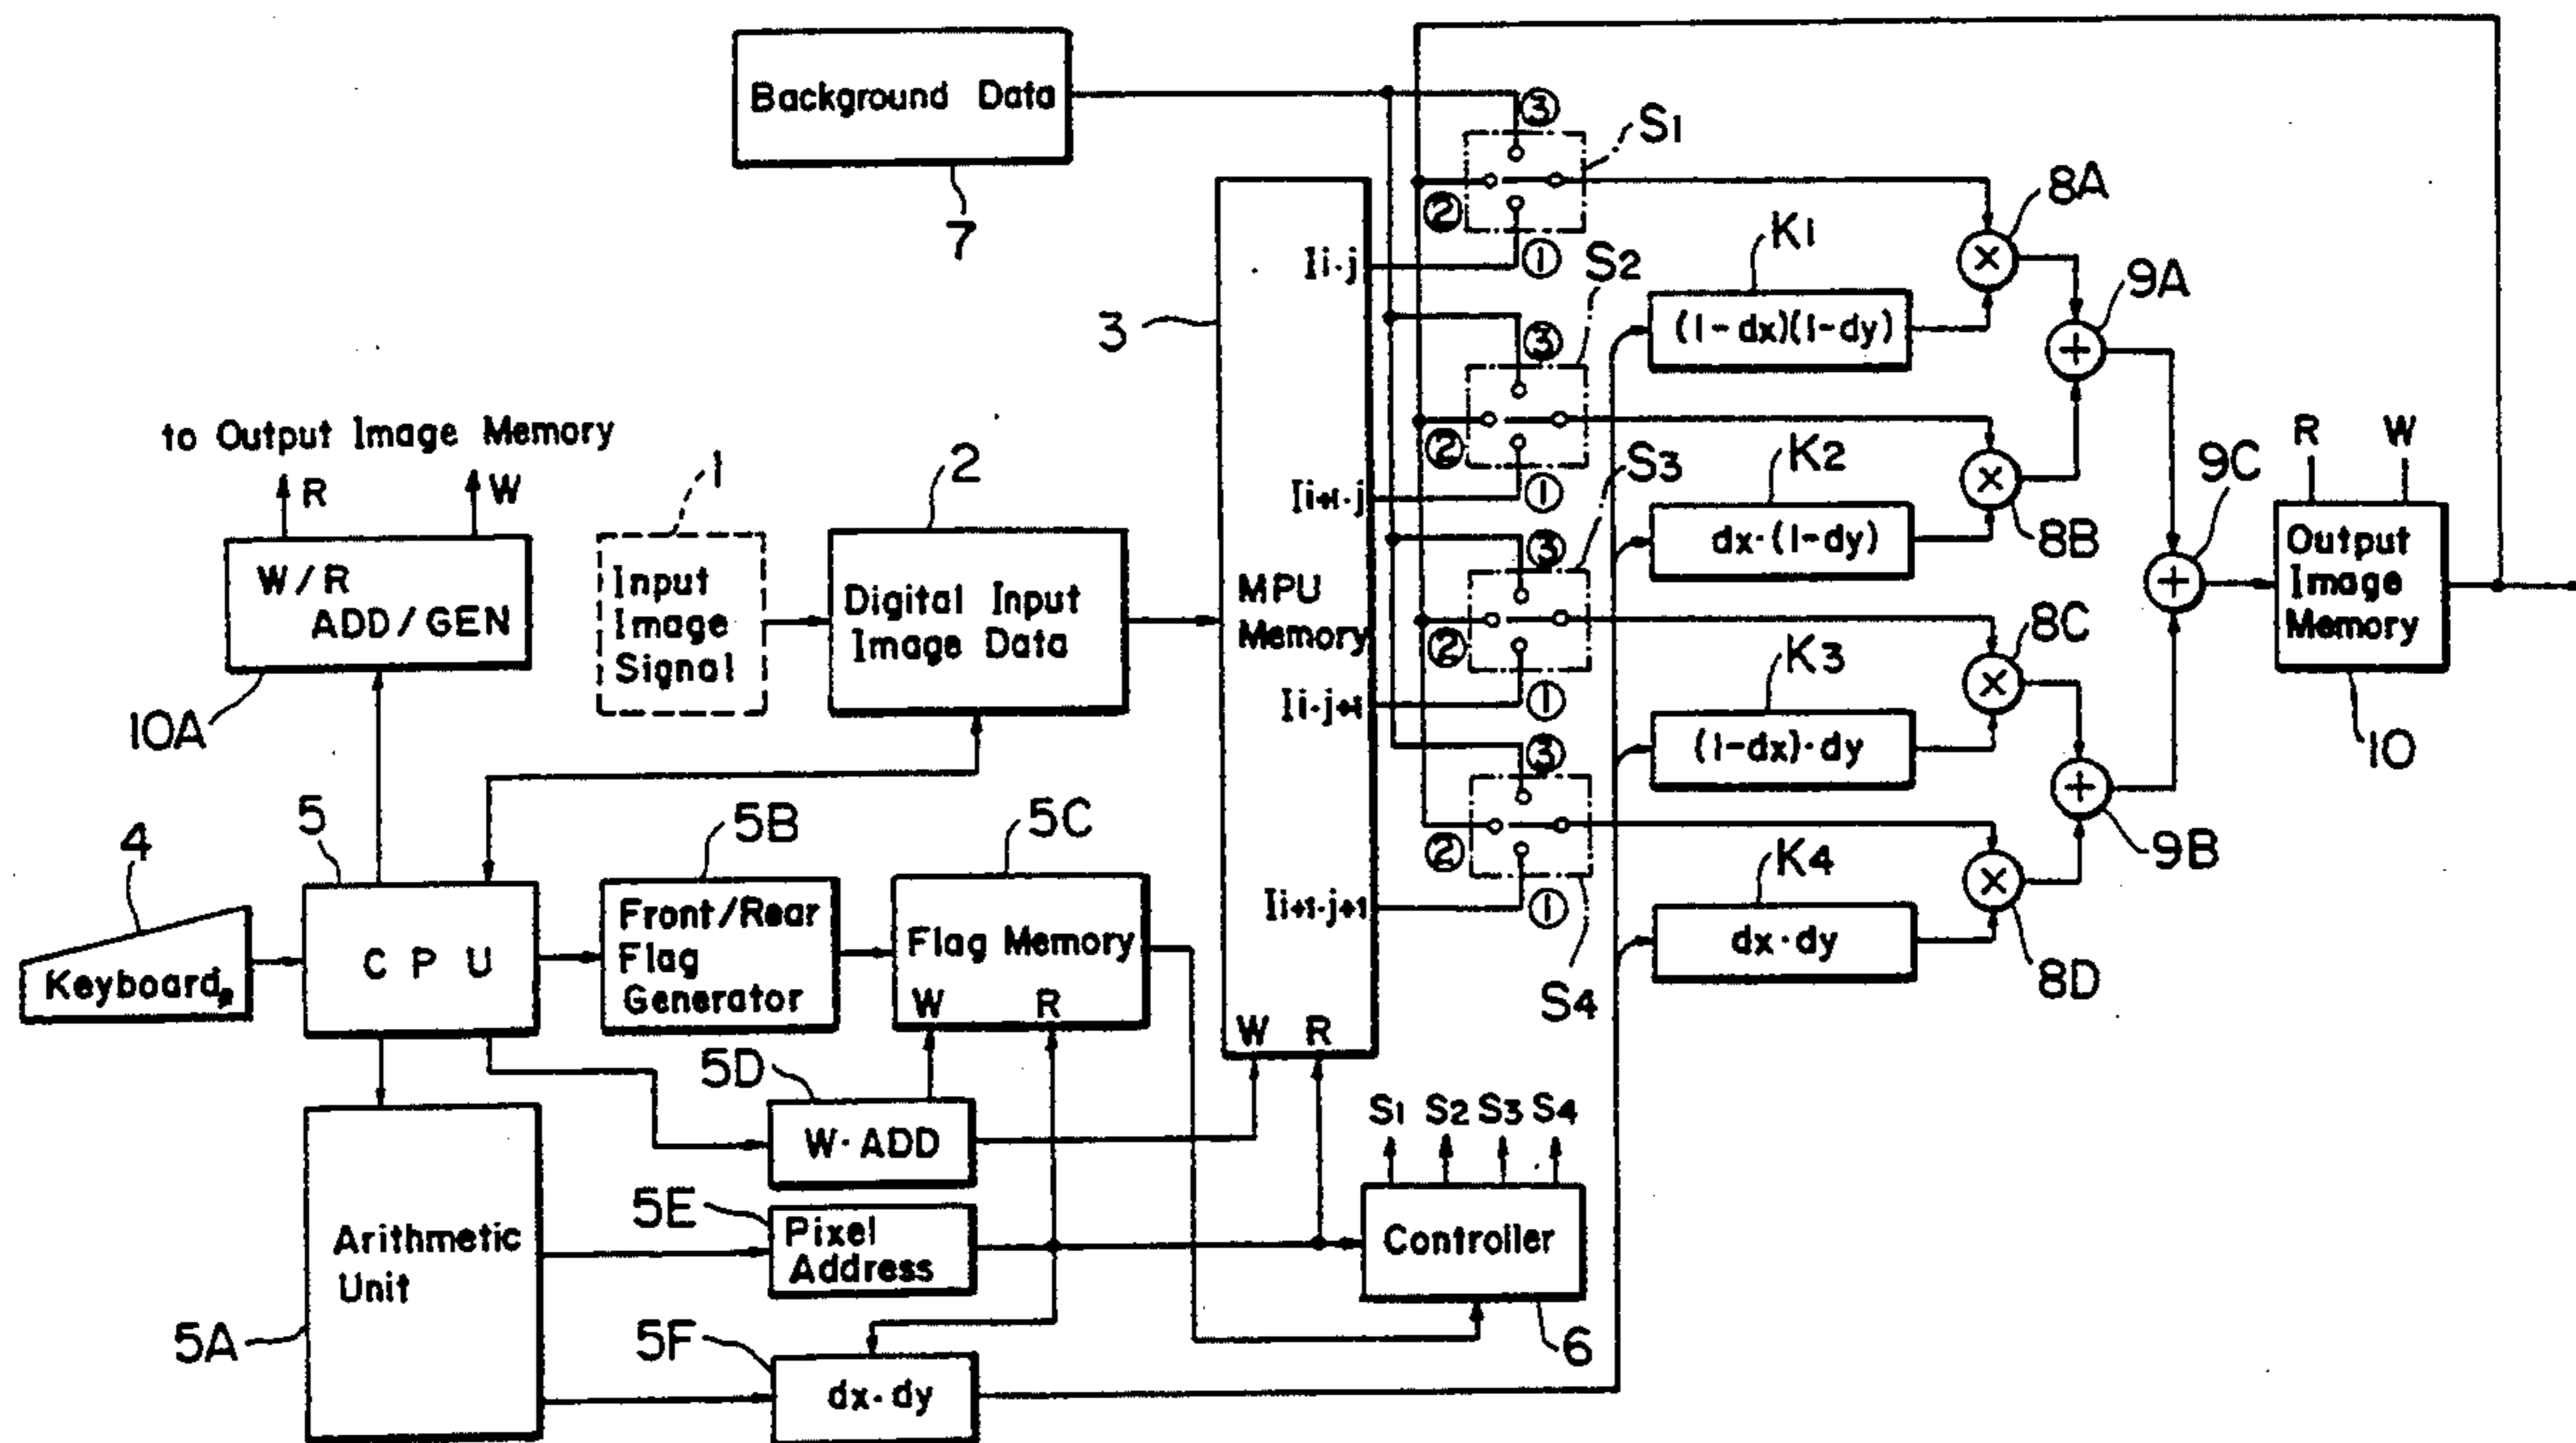 Background Data
7
③
S1
②
①
Ii·j
8A
K1
(1-dx)(1-dy)
×
9A
+
3
S2
③
②
①
Ii+1·j
K2
dx·(1-dy)
×
8B
to Output Image Memory
R
W
W/R
ADD/GEN
10A
1
Input
Image
Signal
2
Digital Input
Image Data
MPU
Memory
S3
③
②
①
Ii·j+1
9C
+
R
W
Output
Image
Memory
10
8C
K3
(1-dx)·dy
×
+
9B
③
②
①
Ii+1·j+1
S4
K4
dx·dy
×
8D
4
Keyboard
5
C P U
5B
Front/Rear
Flag
Generator
5C
Flag Memory
W
R
W
R
5D
W·ADD
S1 S2 S3 S4
5E
Pixel
Address
Controller
6
Arithmetic
Unit
5A
5F
dx·dy